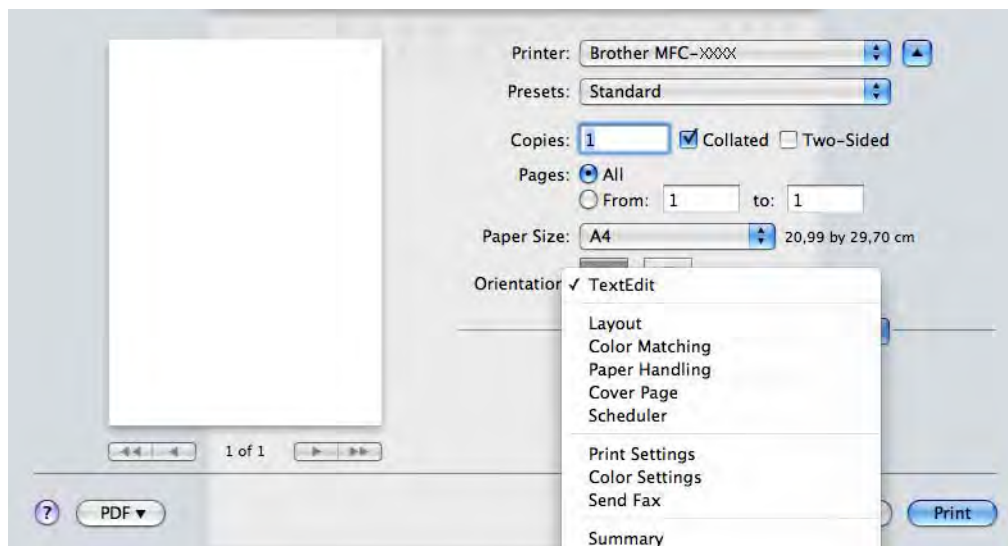 Printer: Brother MFC-XXXX
Presets: Standard
Copies: 1 Collated Two-Sided
Pages: All
From: 1 to: 1
Paper Size: A4 20,99 by 29,70 cm
Orientation
✓ TextEdit
Layout
Color Matching
Paper Handling
Cover Page
Scheduler
Print Settings
Color Settings
Send Fax
Summary
1 of 1
? PDF ▼ Print